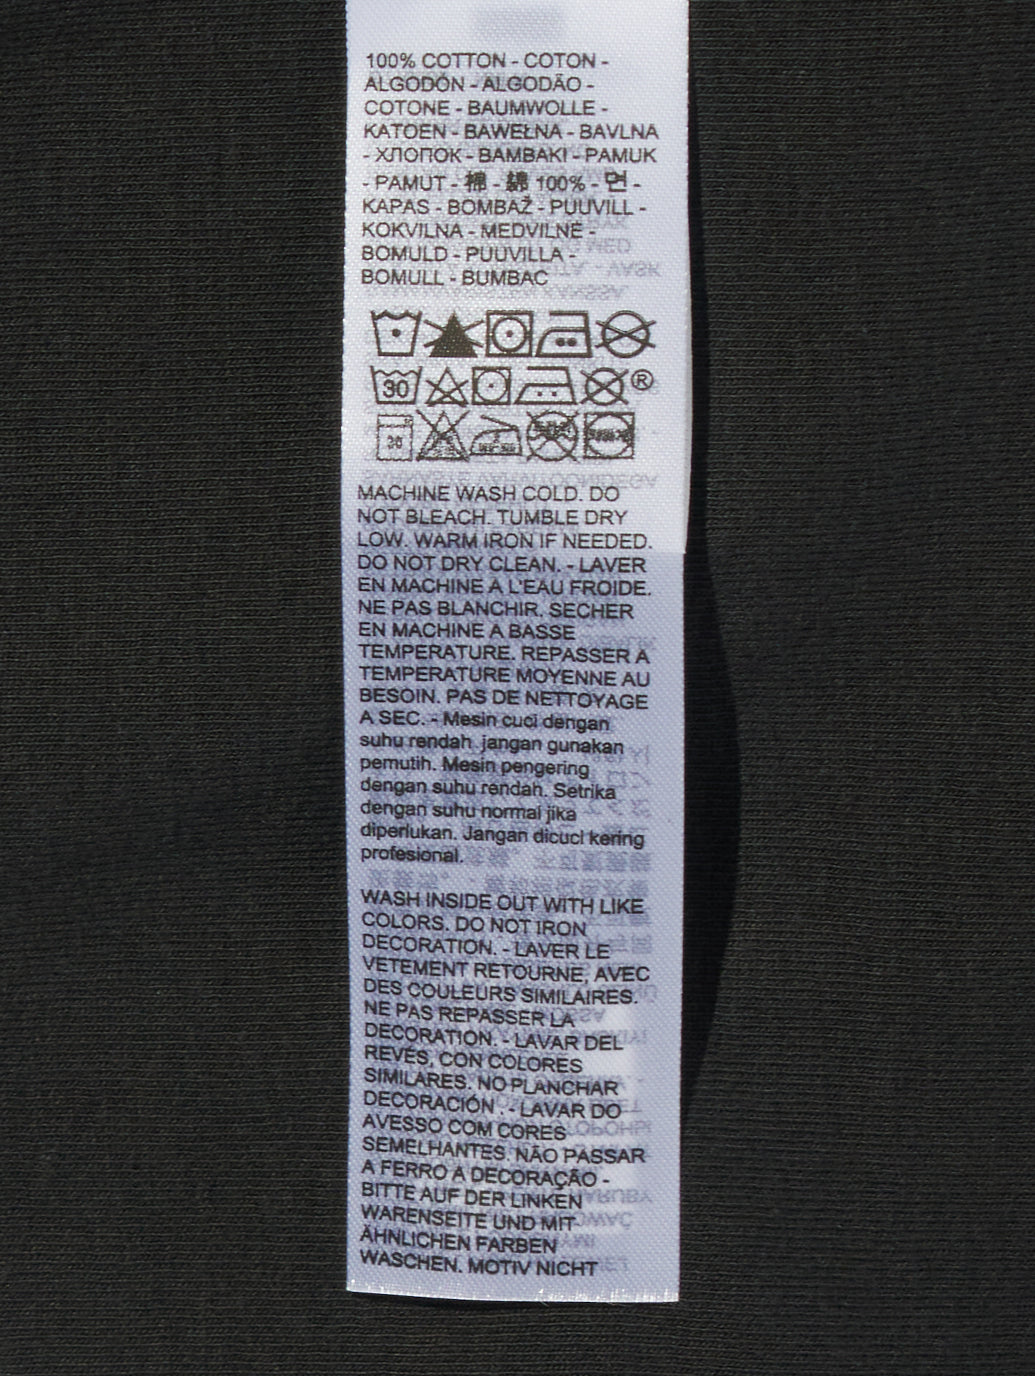 100% COTTON - COTON -
ALGODÓN - ALGODÃO -
COTONE - BAUMWOLLE -
KATOEN - BAWEŁNA - BAVLNA
- ХЛОПОК - BAMBAKI - PAMUK
- PAMUT - 棉 - 綿 100% - 면 -
KAPAS - BOMBAŽ - PUUVILL -
KOKVILNA - MEDVILNĖ -
BOMULD - PUUVILLA -
BOMULL - BUMBAC
30 ®
30
MACHINE WASH COLD. DO
NOT BLEACH. TUMBLE DRY
LOW. WARM IRON IF NEEDED.
DO NOT DRY CLEAN. - LAVER
EN MACHINE A L'EAU FROIDE.
NE PAS BLANCHIR. SECHER
EN MACHINE A BASSE
TEMPERATURE. REPASSER A
TEMPERATURE MOYENNE AU
BESOIN. PAS DE NETTOYAGE
A SEC. - Mesin cuci dengan
suhu rendah jangan gunakan
pemutih. Mesin pengering
dengan suhu rendah. Setrika
dengan suhu normal jika
diperlukan. Jangan dicuci kering
profesional.
WASH INSIDE OUT WITH LIKE
COLORS. DO NOT IRON
DECORATION. - LAVER LE
VETEMENT RETOURNE, AVEC
DES COULEURS SIMILAIRES.
NE PAS REPASSER LA
DECORATION. - LAVAR DEL
REVÉS, CON COLORES
SIMILARES. NO PLANCHAR
DECORACIÓN . - LAVAR DO
AVESSO COM CORES
SEMELHANTES. NÃO PASSAR
A FERRO A DECORAÇÃO -
BITTE AUF DER LINKEN
WARENSEITE UND MIT
ÄHNLICHEN FARBEN
WASCHEN. MOTIV NICHT